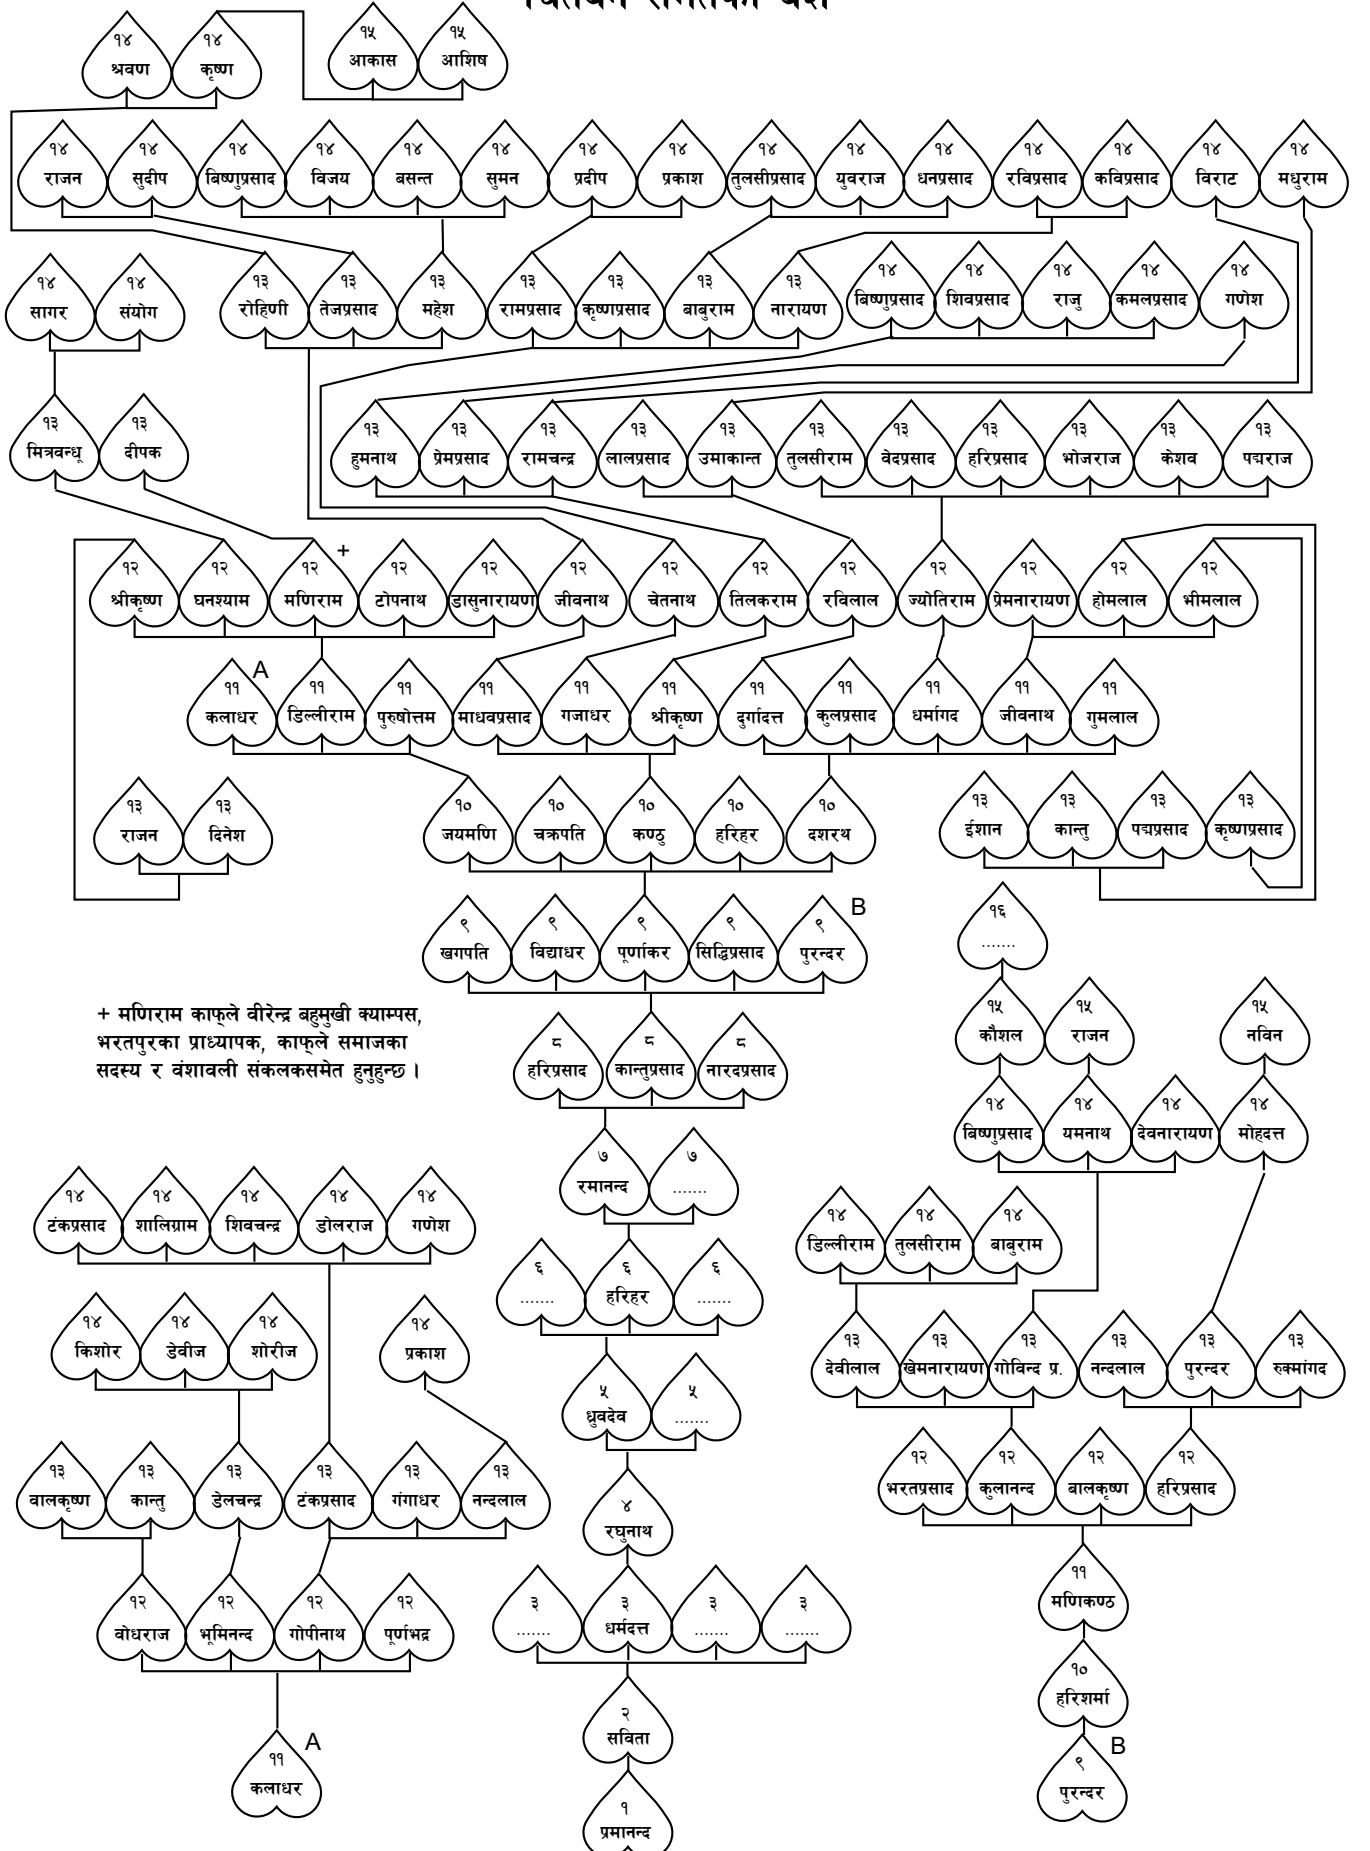 १४ श्रवण १४ कृष्ण १५ आकास १५ आशिष
१४ राजन १४ सुदीप १४ बिष्णुप्रसाद १४ विजय १४ बसन्त १४ सुमन १४ प्रदीप १४ प्रकाश १४ तुलसीप्रसाद १४ युवराज १४ धनप्रसाद १४ रविप्रसाद १४ कविप्रसाद १४ विराट १४ मधुराम
१४ सागर १४ संयोग १३ रोहिणी १३ तेजप्रसाद १३ महेश १३ रामप्रसाद १३ कृष्णप्रसाद १३ बाबुराम १३ नारायण १४ बिष्णुप्रसाद १४ शिवप्रसाद १४ राजु १४ कमलप्रसाद १४ गणेश
१३ मित्रवन्धू १३ दीपक १३ हुमनाथ १३ प्रेमप्रसाद १३ रामचन्द्र १३ लालप्रसाद १३ उमाकान्त १३ तुलसीराम १३ वेदप्रसाद १३ हरिप्रसाद १३ भोजराज १३ केशव १३ पद्मराज
१२ श्रीकृष्ण १२ घनश्याम १२ मणिराम + १२ टोपनाथ १२ डासुनारायण १२ जीवनाथ १२ चेतनाथ १२ तिलकराम १२ रविलाल १२ ज्योतिराम १२ प्रेमनारायण १२ होमलाल १२ भीमलाल
११ कलाधर A ११ डिल्लीराम ११ पुरुषोत्तम ११ माधवप्रसाद ११ गजाधर ११ श्रीकृष्ण ११ दुर्गादत्त ११ कुलप्रसाद ११ धर्मागद ११ जीवनाथ ११ गुमलाल
१३ राजन १३ दिनेश १० जयमणि १० चक्रपति १० कण्ठु १० हरिहर १० दशरथ १३ ईशान १३ कान्तु १३ पद्मप्रसाद १३ कृष्णप्रसाद
९ खगपति ९ विद्याधर ९ पूर्णाकर ९ सिद्धिप्रसाद ९ पुरन्दर B १६ .......
+ मणिराम काफ्ले वीरेन्द्र बहुमुखी क्याम्पस,
भरतपुरका प्राध्यापक, काफ्ले समाजका
सदस्य र वंशावली संकलकसमेत हुनुहुन्छ ।
८ हरिप्रसाद ८ कान्तुप्रसाद ८ नारदप्रसाद १५ कौशल १५ राजन १५ नविन
१४ बिष्णुप्रसाद १४ यमनाथ १४ देवनारायण १४ मोहदत्त
७ रमानन्द ७ .......
१४ टंकप्रसाद १४ शालिग्राम १४ शिवचन्द्र १४ डोलराज १४ गणेश १४ डिल्लीराम १४ तुलसीराम १४ बाबुराम
६ ....... ६ हरिहर ६ .......
१४ किशोर १४ डेवीज १४ शोरीज १४ प्रकाश १३ देवीलाल १३ खेमनारायण १३ गोविन्द प्र. १३ नन्दलाल १३ पुरन्दर १३ रुक्मांगद
५ ध्रुवदेव ५ .......
१३ वालकृष्ण १३ कान्तु १३ डेलचन्द्र १३ टंकप्रसाद १३ गंगाधर १३ नन्दलाल १२ भरतप्रसाद १२ कुलानन्द १२ बालकृष्ण १२ हरिप्रसाद
४ रघुनाथ
३ ....... ३ धर्मदत्त ३ ....... ३ ....... ११ मणिकण्ठ
१२ वोधराज १२ भूमिनन्द १२ गोपीनाथ १२ पूर्णभद्र
२ सविता १० हरिशर्मा
११ कलाधर A ९ पुरन्दर B
१ प्रमानन्द